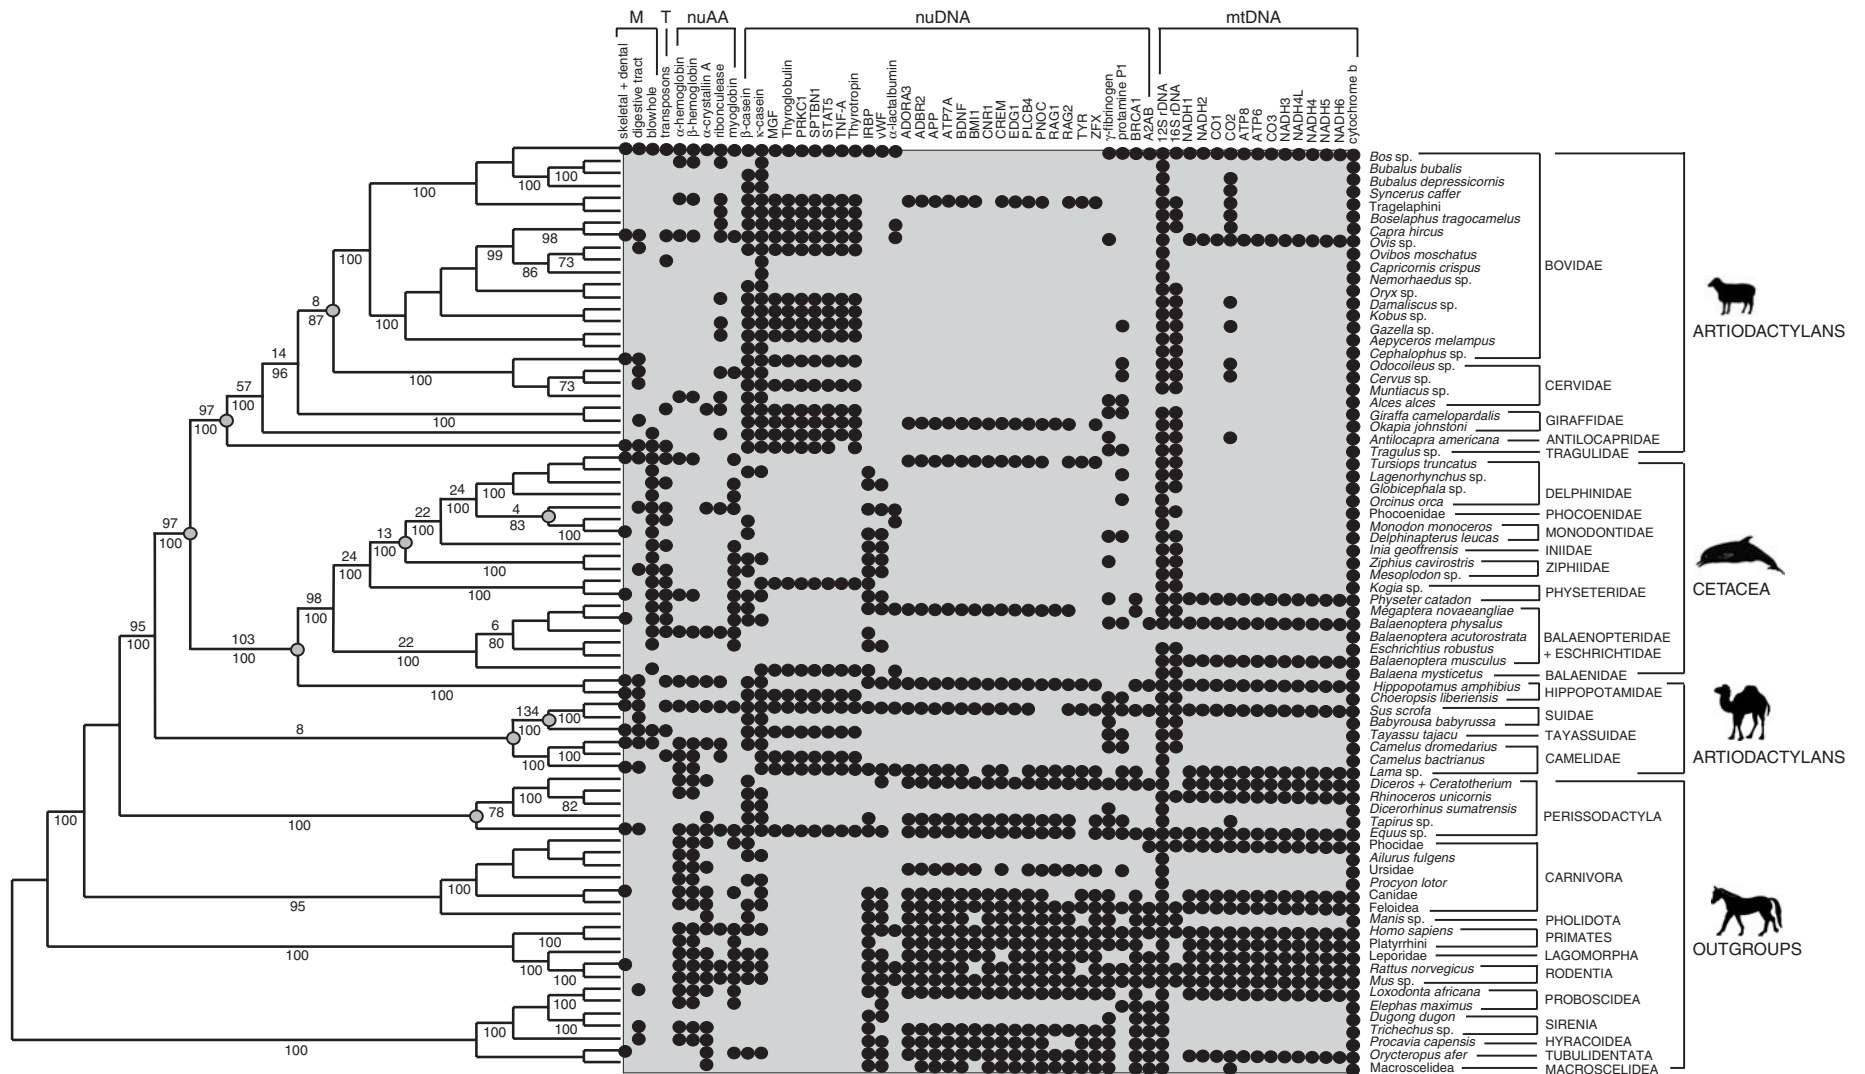 M T nuAA nuDNA mtDNA
skeletal + dental
digestive tract
blowhole
transposons
α-hemoglobin
β-hemoglobin
α-crystallin A
ribonculease
myoglobin
β-casein
κ-casein
MGF
Thyroglobulin
PRKC1
SPTBN1
STAT5
TNF-A
Thyrotropin
IRBP
vWF
α-lactalbumin
ADORA3
ADBR2
APP
ATP7A
BDNF
BMI1
CNR1
CREM
EDG1
PLCB4
PNOC
RAG1
RAG2
TYR
ZFX
γ-fibrinogen
protamine P1
BRCA1
A2AB
12S rDNA
16S rDNA
NADH1
NADH2
CO1
CO2
ATP8
ATP6
CO3
NADH3
NADH4L
NADH4
NADH5
NADH6
cytochrome b
Bos sp.
Bubalus bubalis
Bubalus depressicornis
Syncerus caffer
Tragelaphini
Boselaphus tragocamelus
Capra hircus
Ovis sp.
Ovibos moschatus
Capricornis crispus
Nemorhaedus sp.
Oryx sp.
Damaliscus sp.
Kobus sp.
Gazella sp.
Aepyceros melampus
Cephalophus sp.
Odocoileus sp.
Cervus sp.
Muntiacus sp.
Alces alces
Giraffa camelopardalis
Okapia johnstoni
Antilocapra americana
Tragulus sp.
Tursiops truncatus
Lagenorhynchus sp.
Globicephala sp.
Orcinus orca
Phocoenidae
Monodon monoceros
Delphinapterus leucas
Inia geoffrensis
Ziphius cavirostris
Mesoplodon sp.
Kogia sp.
Physeter catadon
Megaptera novaeangliae
Balaenoptera physalus
Balaenoptera acutorostrata
Eschrichtius robustus
Balaenoptera musculus
Balaena mysticetus
Hippopotamus amphibius
Choeropsis liberiensis
Sus scrofa
Babyrousa babyrussa
Tayassu tajacu
Camelus dromedarius
Camelus bactrianus
Lama sp.
Diceros + Ceratotherium
Rhinoceros unicornis
Dicerorhinus sumatrensis
Tapirus sp.
Equus sp.
Phocidae
Ailurus fulgens
Ursidae
Procyon lotor
Canidae
Feloidea
Manis sp.
Homo sapiens
Platyrrhini
Leporidae
Rattus norvegicus
Mus sp.
Loxodonta africana
Elephas maximus
Dugong dugon
Trichechus sp.
Procavia capensis
Orycteropus afer
Macroscelidea
BOVIDAE
CERVIDAE
GIRAFFIDAE
ANTILOCAPRIDAE
TRAGULIDAE
DELPHINIDAE
PHOCOENIDAE
MONODONTIDAE
INIIDAE
ZIPHIIDAE
PHYSETERIDAE
BALAENOPTERIDAE
+ ESCHRICHTIDAE
BALAENIDAE
HIPPOPOTAMIDAE
SUIDAE
TAYASSUIDAE
CAMELIDAE
PERISSODACTYLA
CARNIVORA
PHOLIDOTA
PRIMATES
LAGOMORPHA
RODENTIA
PROBOSCIDEA
SIRENIA
HYRACOIDEA
TUBULIDENTATA
MACROSCELIDEA
ARTIODACTYLANS
CETACEA
ARTIODACTYLANS
OUTGROUPS
100
100
100
98
99
73
86
100
100
8
87
14
96
100
73
57
100
100
97
100
24
100
100
4
83
100
22
100
13
100
100
24
100
100
97
100
98
100
6
80
22
100
103
100
100
95
100
134
100
100
8
100
100
100
82
78
100
100
100
95
100
100
100
100
100
100
100
100
100